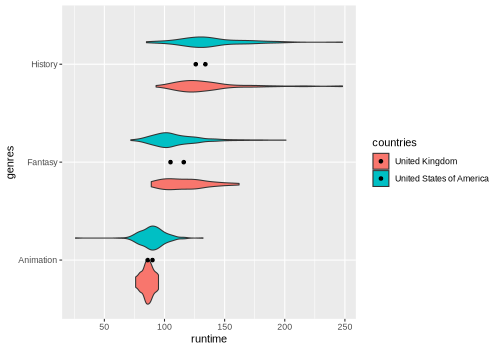 History
Fantasy
Animation
genres
50
100
150
200
250
runtime
countries
United Kingdom
United States of America